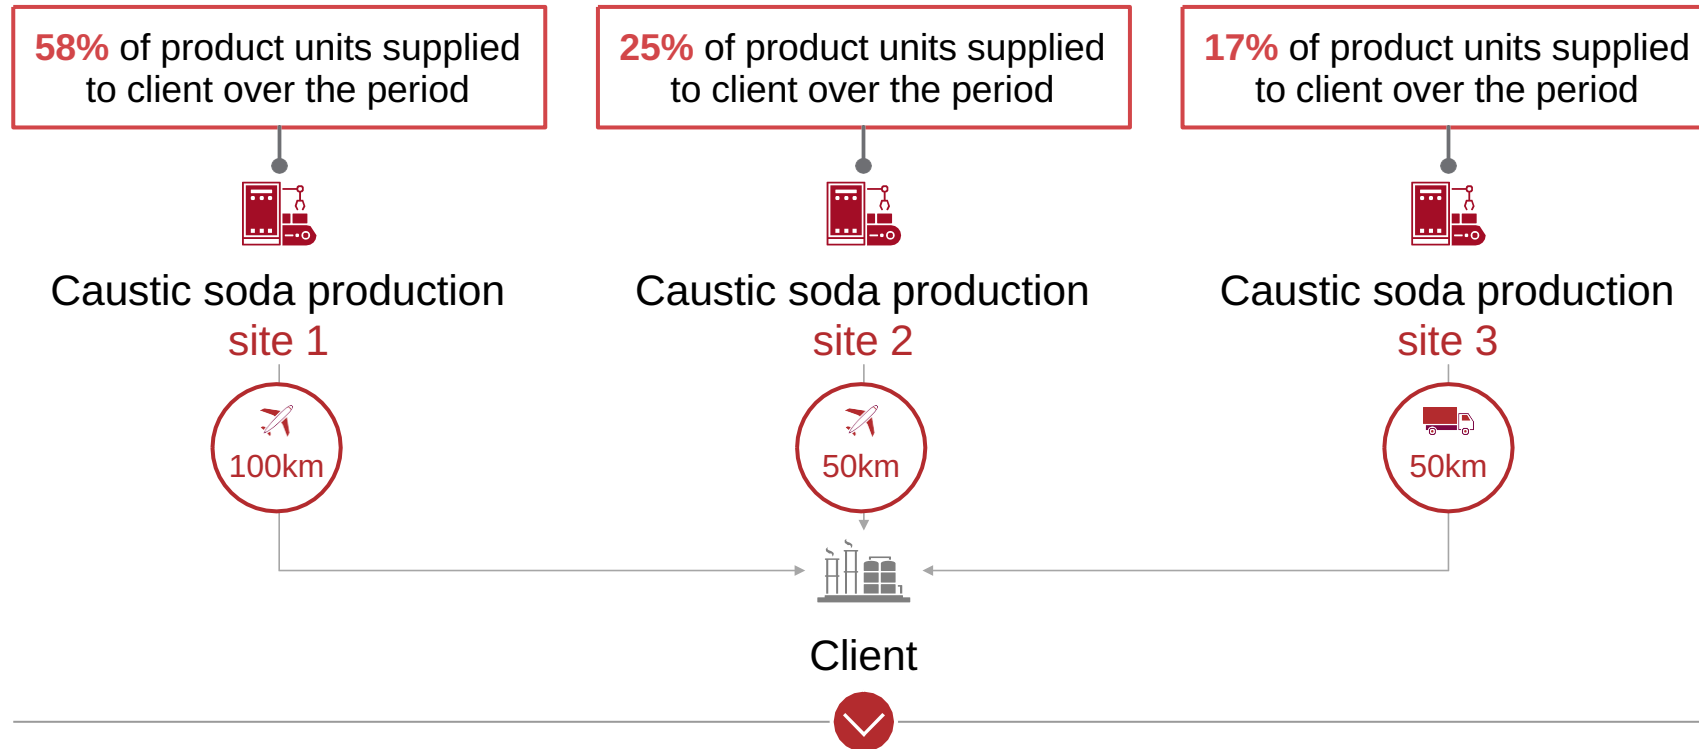 58% of product units supplied
to client over the period
25% of product units supplied
to client over the period
17% of product units supplied
to client over the period
Caustic soda production
site 1
Caustic soda production
site 2
Caustic soda production
site 3
100km
50km
50km
Client